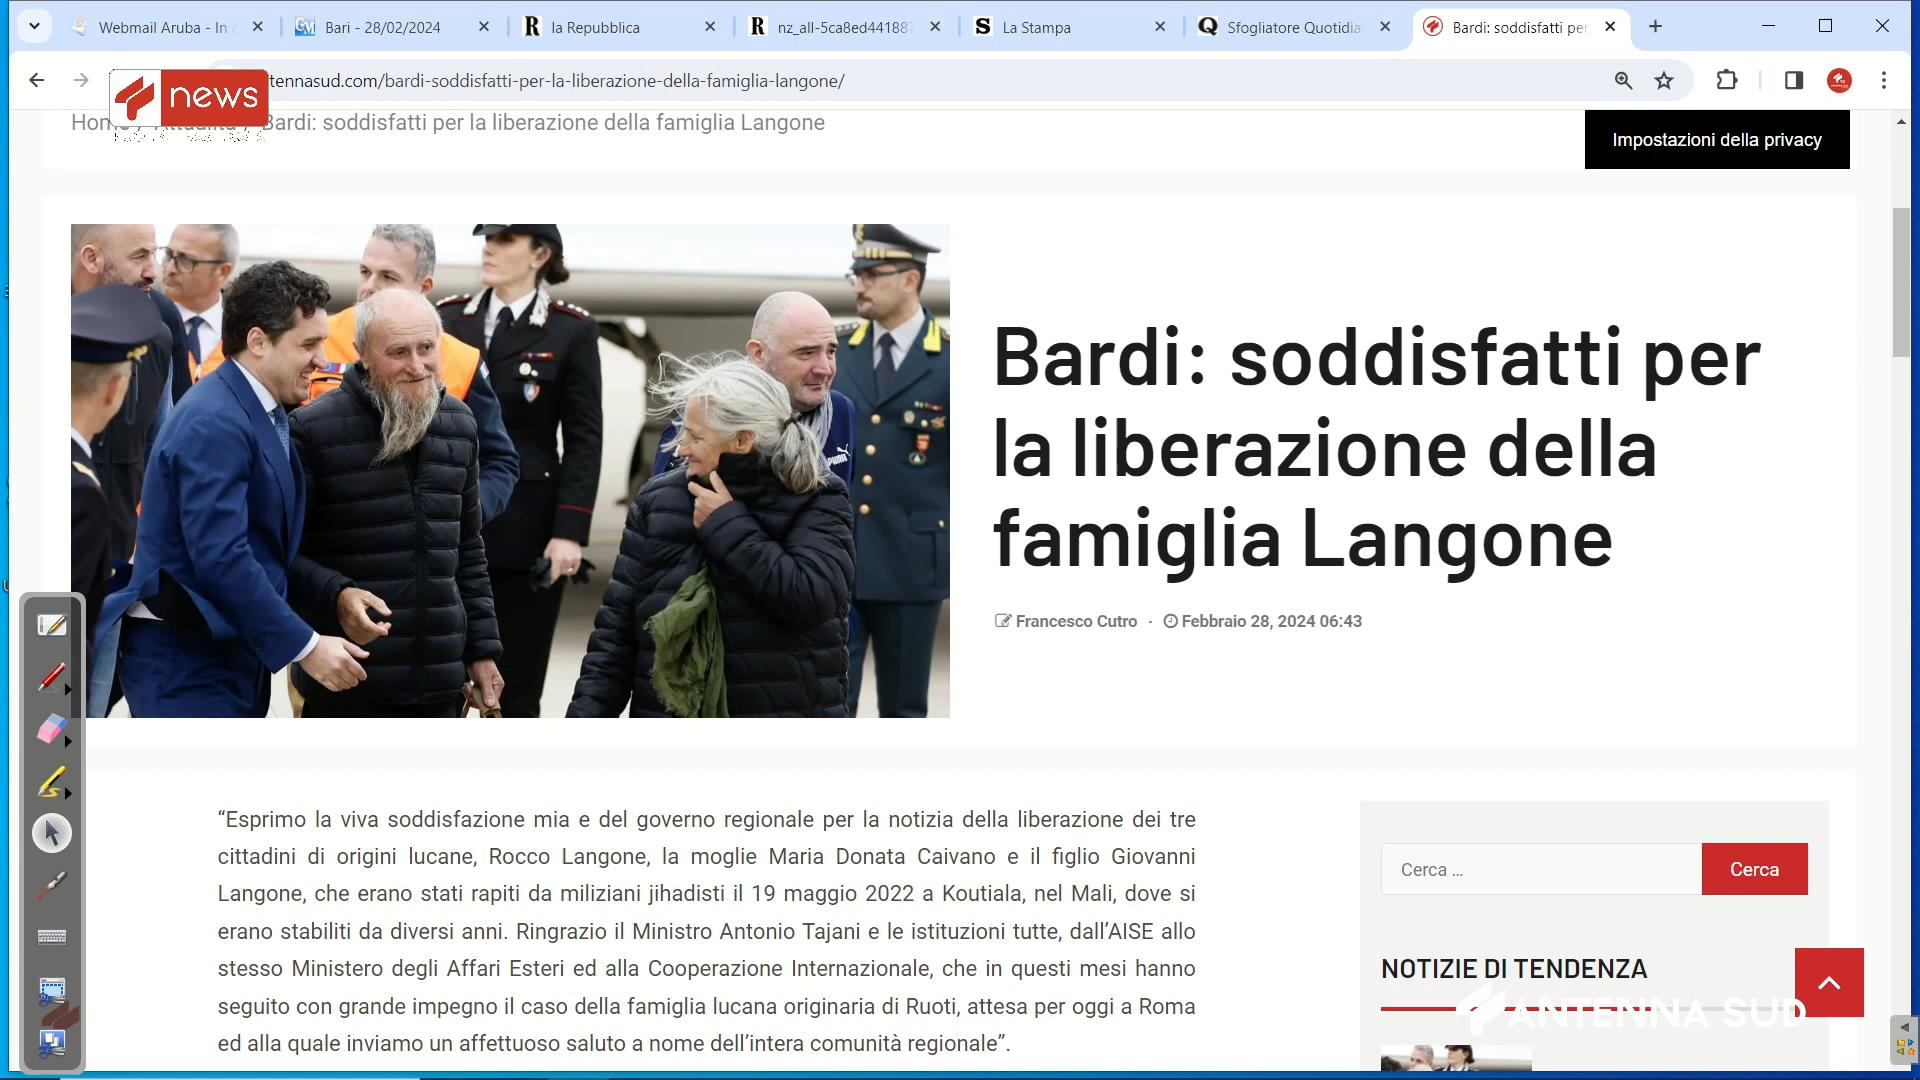 Webmail Aruba - In
Bari - 28/02/2024
la Repubblica
nz_all-5ca8ed441887
La Stampa
Sfogliatore Quotidia
Bardi: soddisfatti per
tennasud.com/bardi-soddisfatti-per-la-liberazione-della-famiglia-langone/
news
Home / Attualità / Bardi: soddisfatti per la liberazione della famiglia Langone
Impostazioni della privacy
Bardi: soddisfatti per
la liberazione della
famiglia Langone
Francesco Cutro · Febbraio 28, 2024 06:43
PUMA
“Esprimo la viva soddisfazione mia e del governo regionale per la notizia della liberazione dei tre
cittadini di origini lucane, Rocco Langone, la moglie Maria Donata Caivano e il figlio Giovanni
Langone, che erano stati rapiti da miliziani jihadisti il 19 maggio 2022 a Koutiala, nel Mali, dove si
erano stabiliti da diversi anni. Ringrazio il Ministro Antonio Tajani e le istituzioni tutte, dall’AISE allo
stesso Ministero degli Affari Esteri ed alla Cooperazione Internazionale, che in questi mesi hanno
seguito con grande impegno il caso della famiglia lucana originaria di Ruoti, attesa per oggi a Roma
ed alla quale inviamo un affettuoso saluto a nome dell’intera comunità regionale”.
Cerca …
Cerca
NOTIZIE DI TENDENZA
ANTENNA SUD